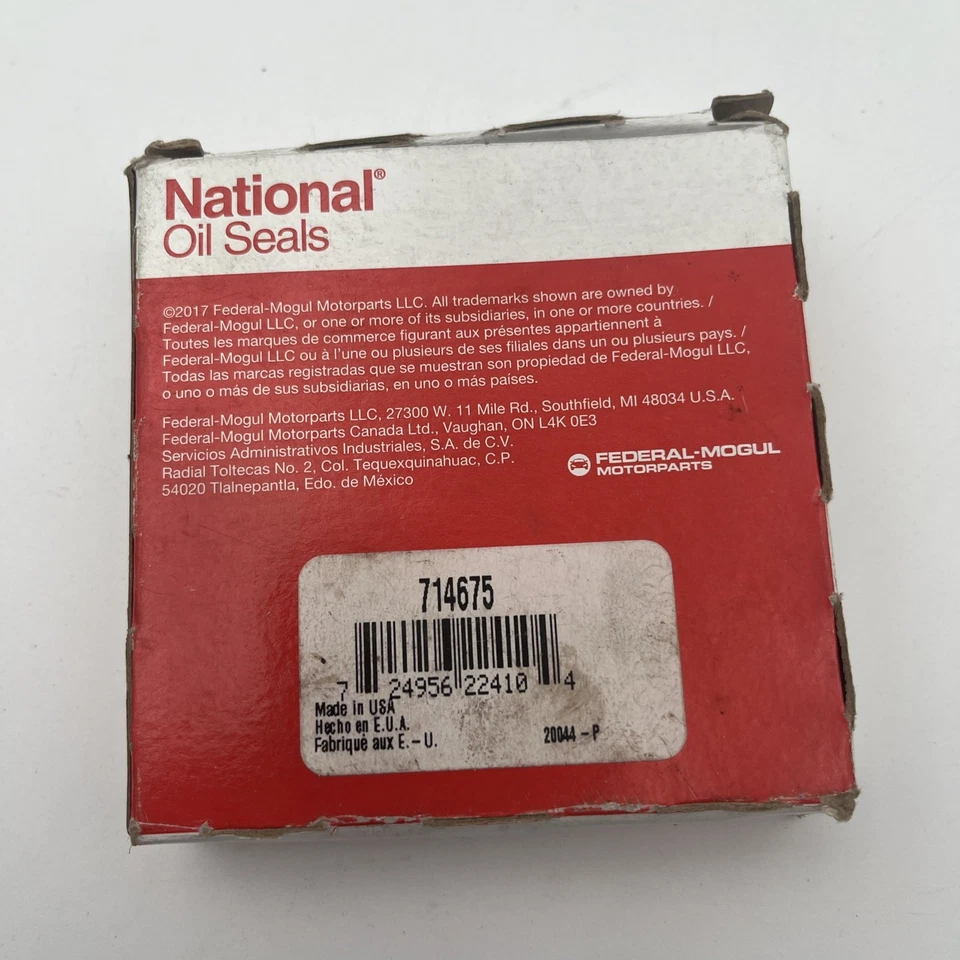 National®
Oil Seals
©2017 Federal-Mogul Motorparts LLC. All trademarks shown are owned by
Federal-Mogul LLC, or one or more of its subsidiaries, in one or more countries. /
Toutes les marques de commerce figurant aux présentes appartiennent à
Federal-Mogul LLC ou à l'une ou plusieurs de ses filiales dans un ou plusieurs pays. /
Todas las marcas registradas que se muestran son propiedad de Federal-Mogul LLC,
o uno o más de sus subsidiarias, en uno o más países.
Federal-Mogul Motorparts LLC, 27300 W. 11 Mile Rd., Southfield, MI 48034 U.S.A.
Federal-Mogul Motorparts Canada Ltd., Vaughan, ON L4K 0E3
Servicios Administrativos Industriales, S.A. de C.V.
Radial Toltecas No. 2, Col. Tequexquinahuac, C.P.
54020 Tlalnepantla, Edo. de México
FEDERAL-MOGUL
MOTORPARTS
714675
7 24956 22410 4
Made in USA
Hecho en E.U.A.
Fabriqué aux E.-U.
20044-P